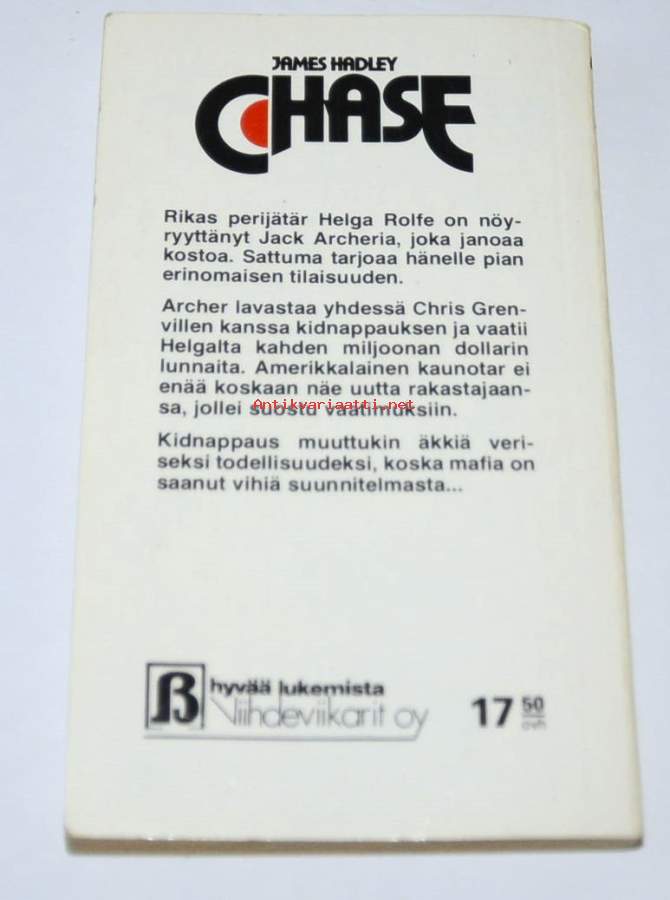 JAMES HADLEY
CHASE
Rikas perijätär Helga Rolfe on nöy-
ryyttänyt Jack Archeria, joka janoaa
kostoa. Sattuma tarjoaa hänelle pian
erinomaisen tilaisuuden.
Archer lavastaa yhdessä Chris Gren-
villen kanssa kidnappauksen ja vaatii
Helgalta kahden miljoonan dollarin
lunnaita. Amerikkalainen kaunotar ei
enää koskaan näe uutta rakastajaan-
sa, jollei suostu vaatimuksiin.
Antikvariaatti.net
Kidnappaus muuttukin äkkiä veri-
seksi todellisuudeksi, koska mafia on
saanut vihiä suunnitelmasta...
hyvää lukemista
Viihdeviikarit oy
17 50
ovh